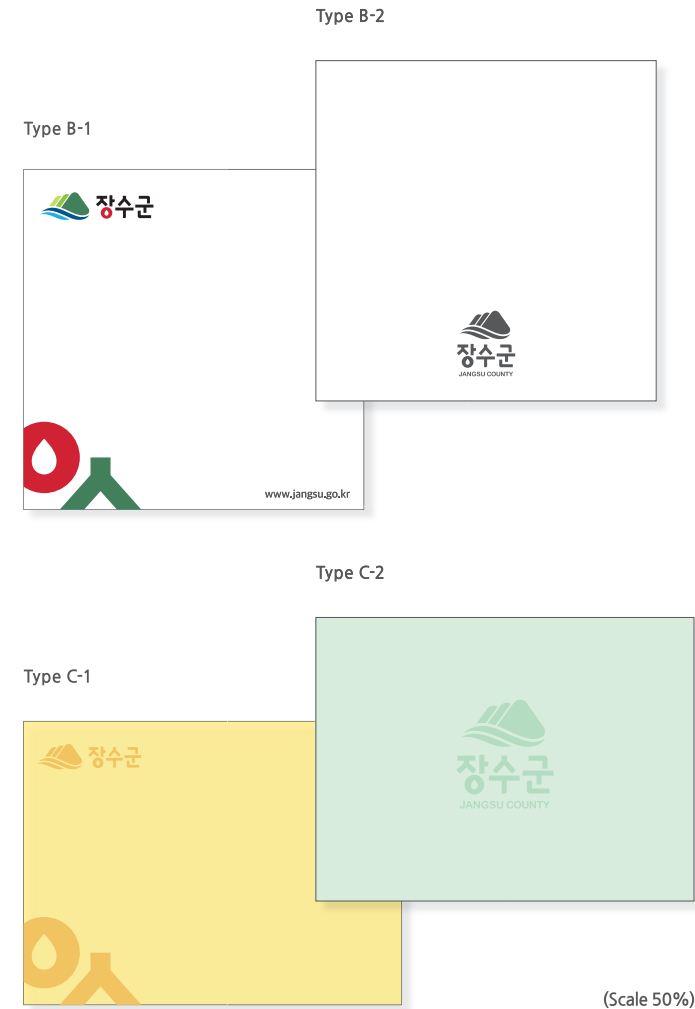 Type B-2
Type B-1
장수군
장수군
JANGSU COUNTY
www.jangsu.go.kr
Type C-2
Type C-1
장수군
장수군
JANGSU COUNTY
(Scale 50%)